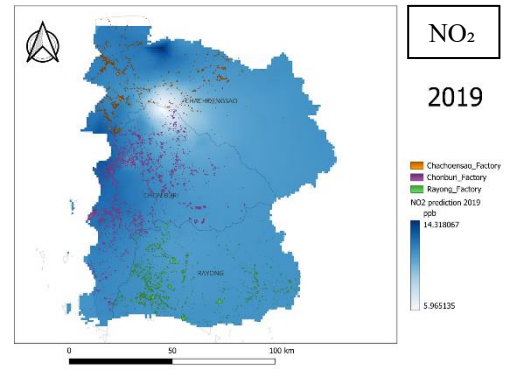 NO₂
2019
CHACHOENGSAO
CHONBURI
RAYONG
Chachoensao_Factory
Chonburi_Factory
Rayong_Factory
NO2 prediction 2019
ppb
14.318067
5.965135
0 50 100 km